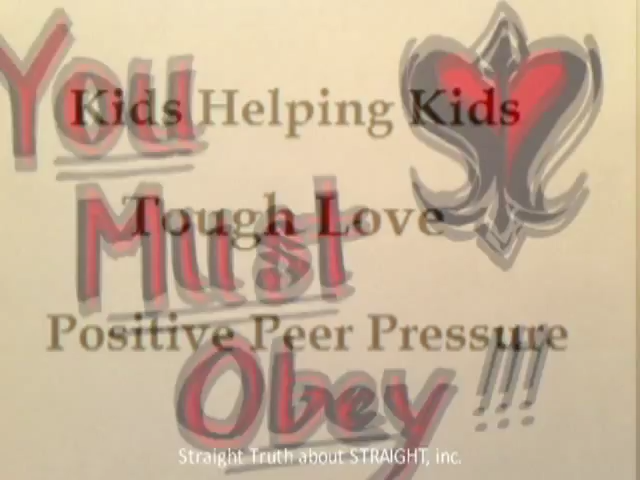 You
Kids Helping Kids
Must
Tough Love
Positive Peer Pressure
Obey !!!
Straight Truth about STRAIGHT, inc.